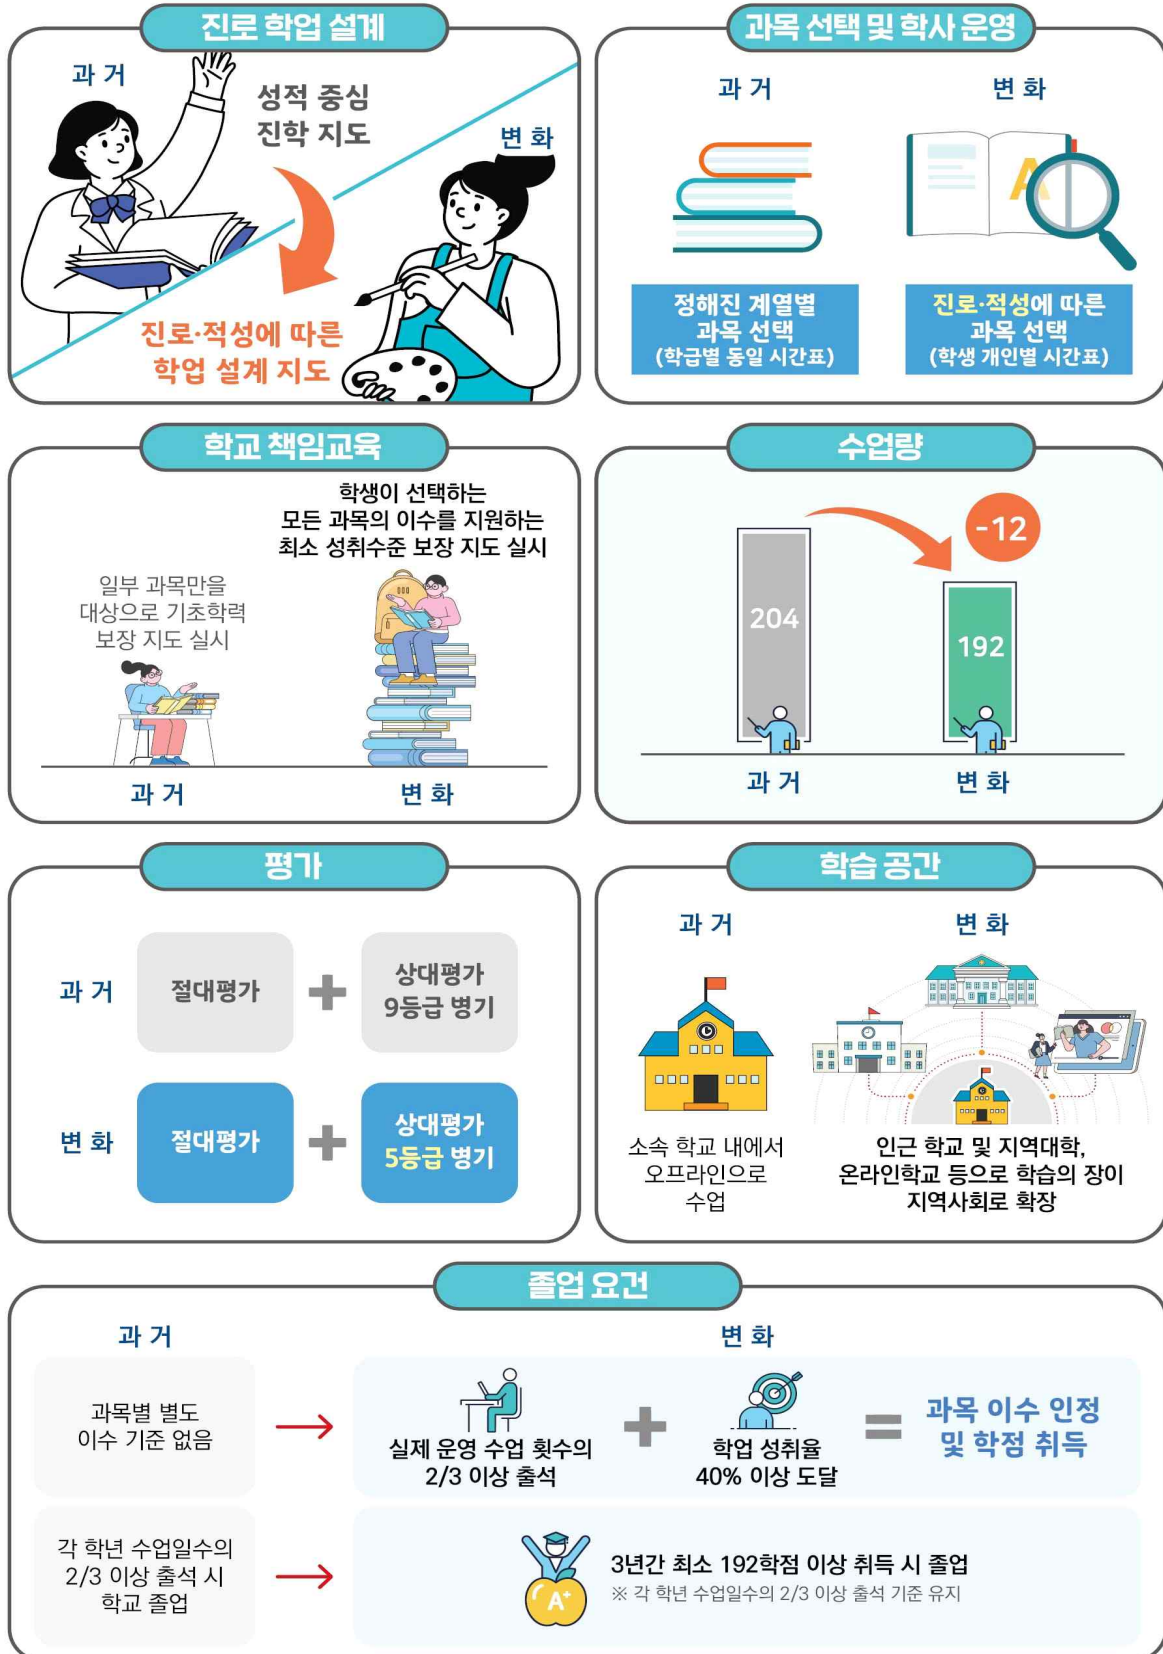 진로 학업 설계
과 거
성적 중심
진학 지도
변 화
진로·적성에 따른
학업 설계 지도
과목 선택 및 학사 운영
과 거
변 화
A
정해진 계열별
과목 선택
(학급별 동일 시간표)
진로·적성에 따른
과목 선택
(학생 개인별 시간표)
학교 책임교육
일부 과목만을
대상으로 기초학력
보장 지도 실시
과 거
학생이 선택하는
모든 과목의 이수를 지원하는
최소 성취수준 보장 지도 실시
변 화
수업량
204
-12
192
과 거
변 화
평가
과 거
절대평가
+
상대평가
9등급 병기
변 화
절대평가
+
상대평가
5등급 병기
학습 공간
과 거
소속 학교 내에서
오프라인으로
수업
변 화
인근 학교 및 지역대학,
온라인학교 등으로 학습의 장이
지역사회로 확장
졸업 요건
과 거
변 화
과목별 별도
이수 기준 없음
실제 운영 수업 횟수의
2/3 이상 출석
+
학업 성취율
40% 이상 도달
=
과목 이수 인정
및 학점 취득
각 학년 수업일수의
2/3 이상 출석 시
학교 졸업
A+
3년간 최소 192학점 이상 취득 시 졸업
※ 각 학년 수업일수의 2/3 이상 출석 기준 유지